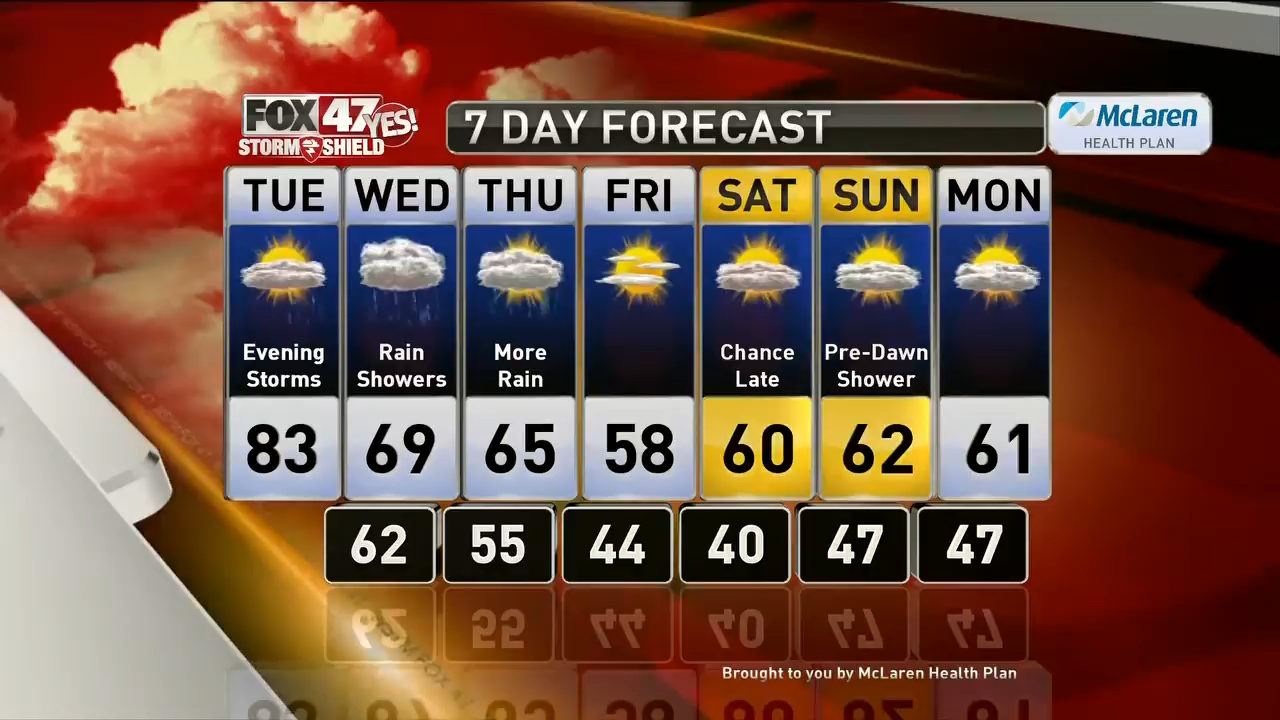 FOX 47 YES!
STORM SHIELD
7 DAY FORECAST
McLaren
HEALTH PLAN
TUE WED THU FRI SAT SUN MON
Evening Storms
Rain Showers
More Rain
Chance Late
Pre-Dawn Shower
83 69 65 58 60 62 61
62 55 44 40 47 47
Brought to you by McLaren Health Plan